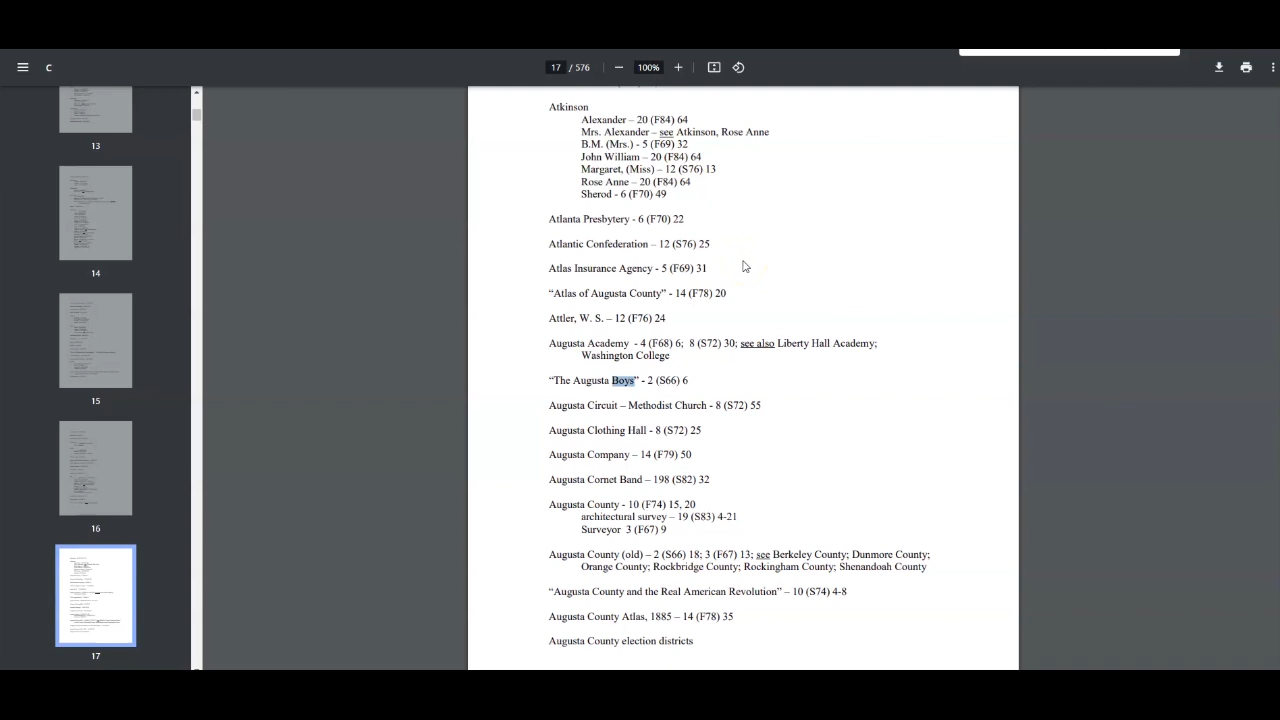 C
17 / 576
100%
Atkinson
Alexander – 20 (F84) 64
Mrs. Alexander – see Atkinson, Rose Anne
B.M. (Mrs.) - 5 (F69) 32
John William – 20 (F84) 64
Margaret, (Miss) – 12 (S76) 13
Rose Anne – 20 (F84) 64
Sherod - 6 (F70) 49
Atlanta Presbytery - 6 (F70) 22
Atlantic Confederation – 12 (S76) 25
Atlas Insurance Agency - 5 (F69) 31
“Atlas of Augusta County” - 14 (F78) 20
Attler, W. S. – 12 (F76) 24
Augusta Academy - 4 (F68) 6; 8 (S72) 30; see also Liberty Hall Academy;
Washington College
“The Augusta Boys” - 2 (S66) 6
Augusta Circuit – Methodist Church - 8 (S72) 55
Augusta Clothing Hall - 8 (S72) 25
Augusta Company – 14 (F79) 50
Augusta Cornet Band – 198 (S82) 32
Augusta County - 10 (F74) 15, 20
architectural survey – 19 (S83) 4-21
Surveyor 3 (F67) 9
Augusta County (old) – 2 (S66) 18; 3 (F67) 13; see Berkeley County; Dunmore County;
Orange County; Rockbridge County; Rockingham County; Shenandoah County
“Augusta County and the Real American Revolution” – 10 (S74) 4-8
Augusta County Atlas, 1885 – 14 (F78) 35
Augusta County election districts
13
14
15
16
17